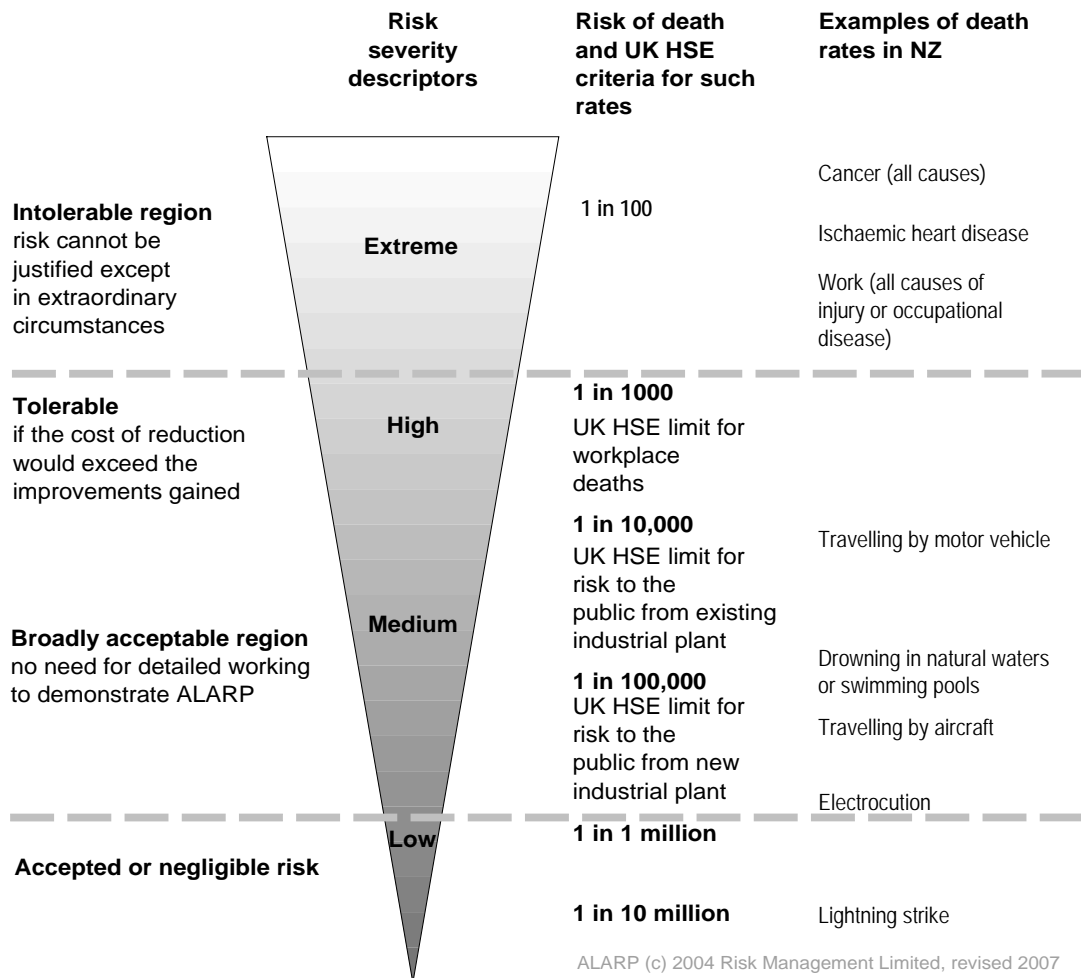 Risk
severity
descriptors
Risk of death
and UK HSE
criteria for such
rates
Examples of death
rates in NZ
Intolerable region
risk cannot be
justified except
in extraordinary
circumstances
Extreme
1 in 100
Cancer (all causes)
Ischaemic heart disease
Work (all causes of
injury or occupational
disease)
Tolerable
if the cost of reduction
would exceed the
improvements gained
High
1 in 1000
UK HSE limit for
workplace
deaths
1 in 10,000
UK HSE limit for
risk to the
public from existing
industrial plant
Travelling by motor vehicle
Broadly acceptable region
no need for detailed working
to demonstrate ALARP
Medium
1 in 100,000
UK HSE limit for
risk to the
public from new
industrial plant
Drowning in natural waters
or swimming pools
Travelling by aircraft
Electrocution
Accepted or negligible risk
Low
1 in 1 million
1 in 10 million
Lightning strike
ALARP (c) 2004 Risk Management Limited, revised 2007